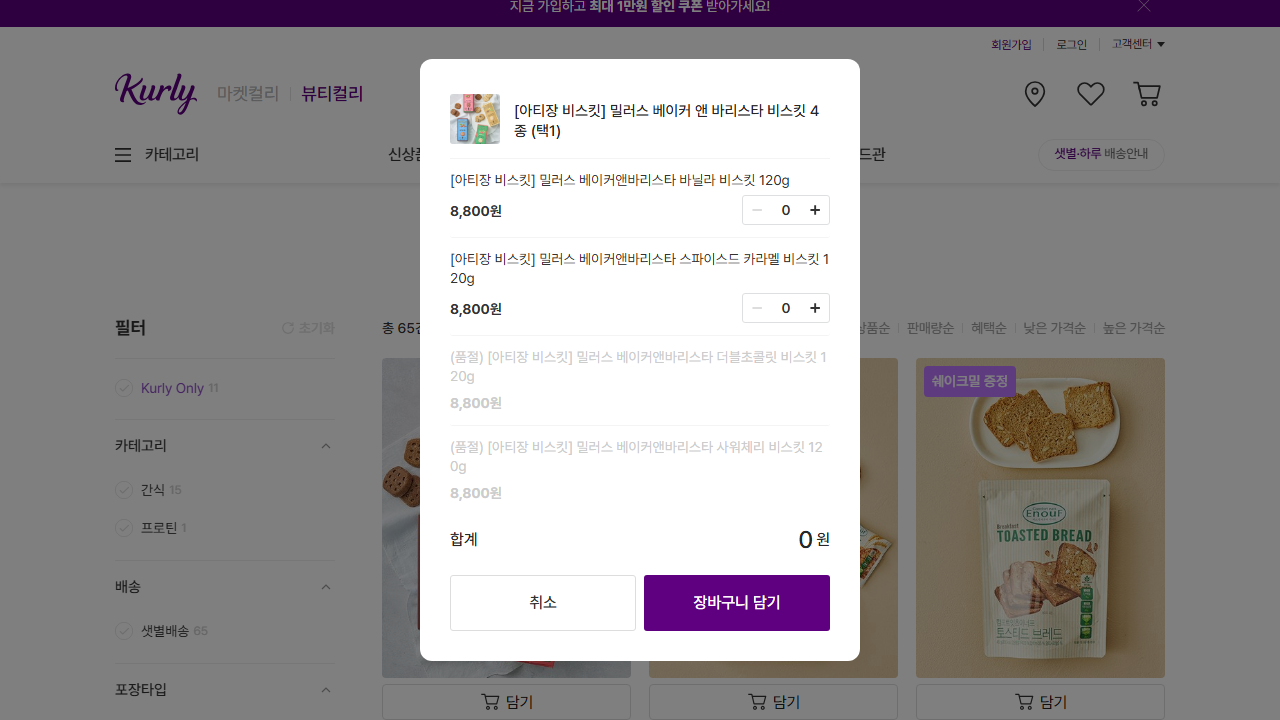 지금 가입하고 최대 1만원 할인 쿠폰 받아가세요!
회원가입
로그인
고객센터
Kurly
마켓컬리
뷰티컬리
카테고리
신상품
드관
샛별·하루 배송안내
[아티장 비스킷] 밀러스 베이커 앤 바리스타 비스킷 4
종 (택1)
[아티장 비스킷] 밀러스 베이커앤바리스타 바닐라 비스킷 120g
8,800원
0
[아티장 비스킷] 밀러스 베이커앤바리스타 스파이스드 카라멜 비스킷 1
20g
8,800원
0
(품절) [아티장 비스킷] 밀러스 베이커앤바리스타 더블초콜릿 비스킷 1
20g
8,800원
(품절) [아티장 비스킷] 밀러스 베이커앤바리스타 사워체리 비스킷 12
0g
8,800원
합계
0 원
취소
장바구니 담기
필터
초기화
총 65
상품순
판매량순
혜택순
낮은 가격순
높은 가격순
Kurly Only 11
카테고리
간식 15
프로틴 1
배송
샛별배송 65
포장타입
쉐이크밀 증정
Enouf
Breakfast
TOASTED BREAD
토스티드 브레드
담기
담기
담기